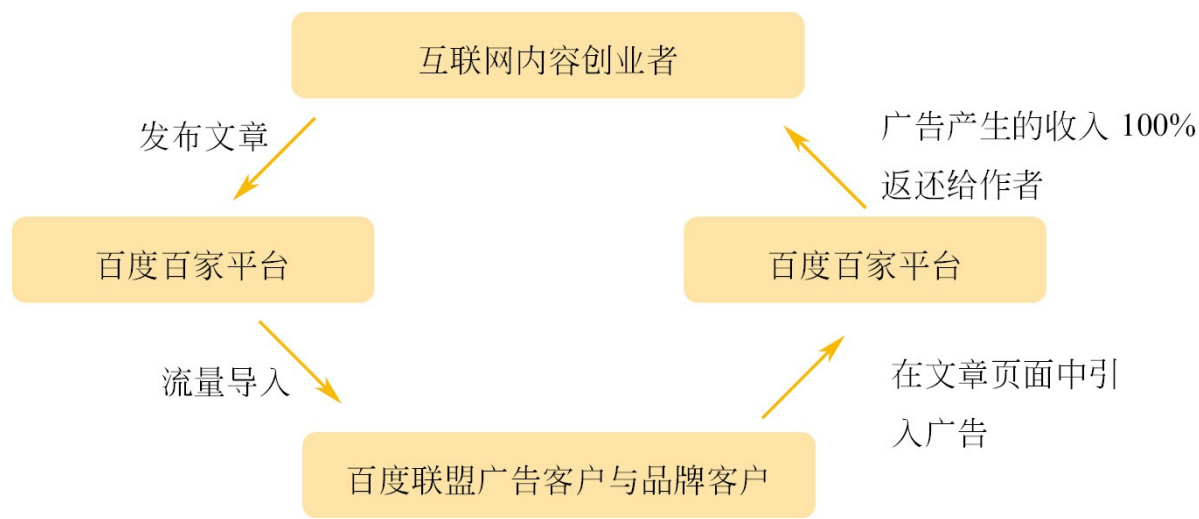 互联网内容创业者
发布文章
广告产生的收入 100%
返还给作者
百度百家平台
百度百家平台
流量导入
在文章页面中引
入广告
百度联盟广告客户与品牌客户